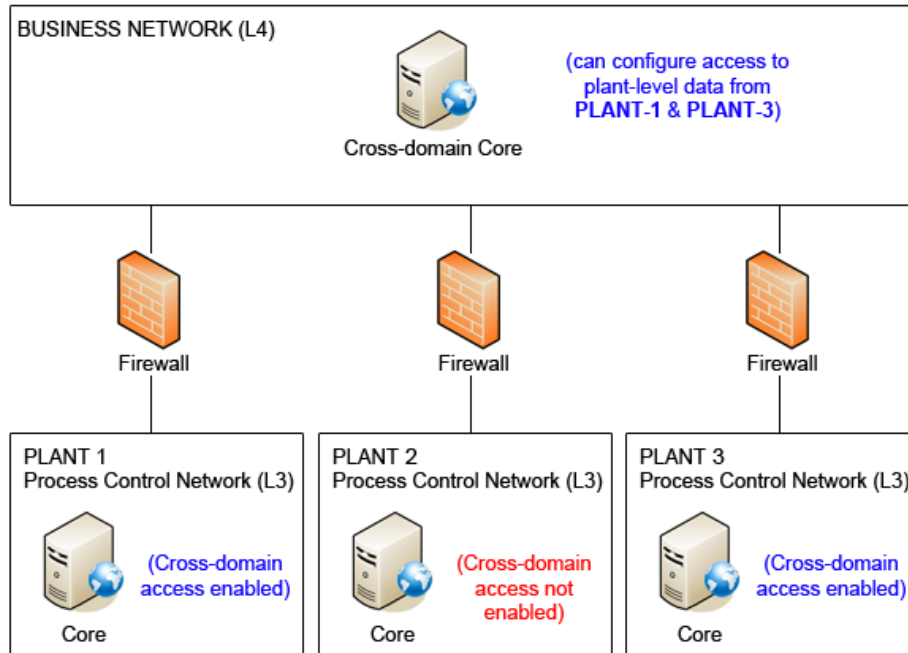 BUSINESS NETWORK (L4)
(can configure access to
plant-level data from
PLANT-1 & PLANT-3)
Cross-domain Core
Firewall
Firewall
Firewall
PLANT 1
Process Control Network (L3)
(Cross-domain
access enabled)
Core
PLANT 2
Process Control Network (L3)
(Cross-domain
access not
enabled)
Core
PLANT 3
Process Control Network (L3)
(Cross-domain
access enabled)
Core